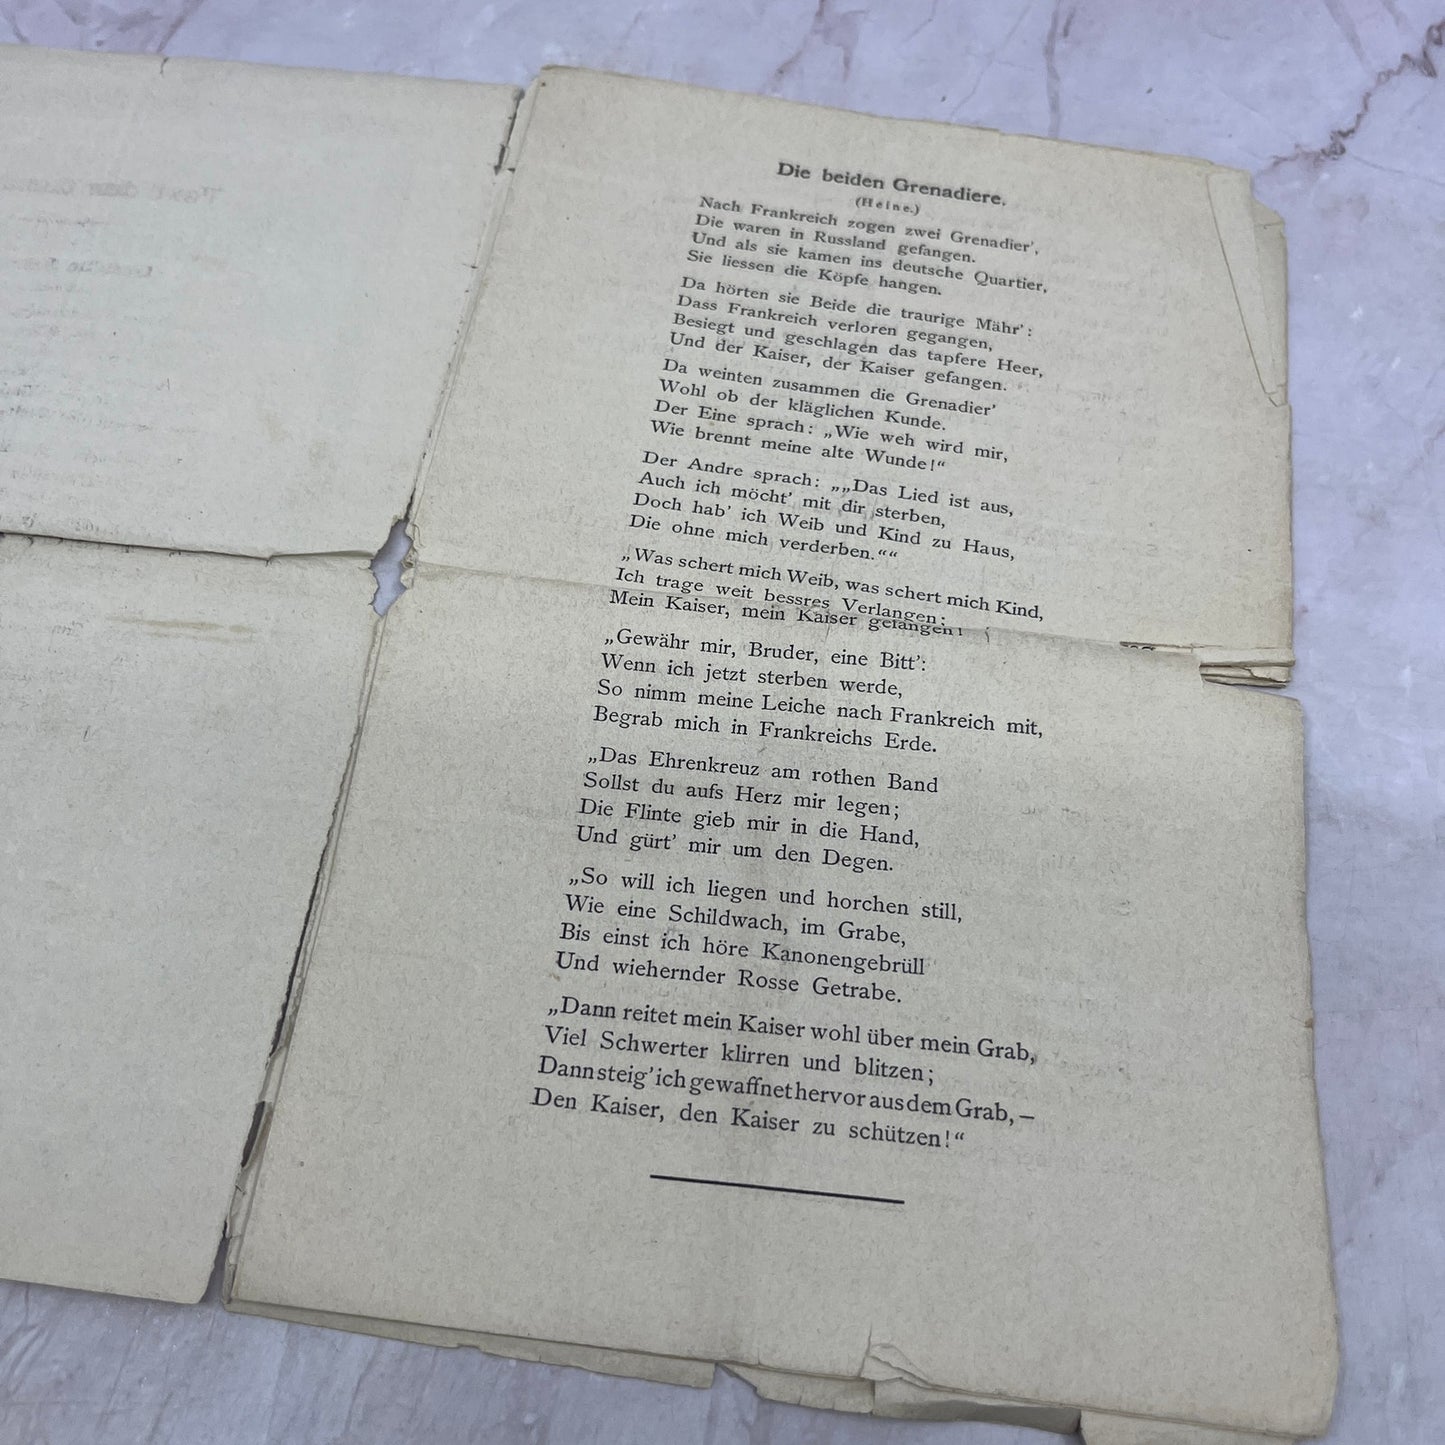 Die beiden Grenadiere.
(Heine.)
Nach Frankreich zogen zwei Grenadier',
Die waren in Russland gefangen.
Und als sie kamen ins deutsche Quartier,
Sie liessen die Köpfe hangen.
Da hörten sie Beide die traurige Mähr':
Dass Frankreich verloren gegangen,
Besiegt und geschlagen das tapfere Heer,
Und der Kaiser, der Kaiser gefangen.
Da weinten zusammen die Grenadier'
Wohl ob der kläglichen Kunde.
Der Eine sprach: „Wie weh wird mir,
Wie brennt meine alte Wunde!“
Der Andre sprach: „„Das Lied ist aus,
Auch ich möcht' mit dir sterben,
Doch hab' ich Weib und Kind zu Haus,
Die ohne mich verderben.““
„Was schert mich Weib, was schert mich Kind,
Ich trage weit bessres Verlangen;
Mein Kaiser, mein Kaiser gefangen!
„Gewähr mir, Bruder, eine Bitt':
Wenn ich jetzt sterben werde,
So nimm meine Leiche nach Frankreich mit,
Begrab mich in Frankreichs Erde.
„Das Ehrenkreuz am rothen Band
Sollst du aufs Herz mir legen;
Die Flinte gieb mir in die Hand,
Und gürt' mir um den Degen.
„So will ich liegen und horchen still,
Wie eine Schildwach, im Grabe,
Bis einst ich höre Kanonengebrüll
Und wiehernder Rosse Getrabe.
„Dann reitet mein Kaiser wohl über mein Grab,
Viel Schwerter klirren und blitzen;
Dann steig' ich gewaffnet hervor aus dem Grab, —
Den Kaiser, den Kaiser zu schützen!“